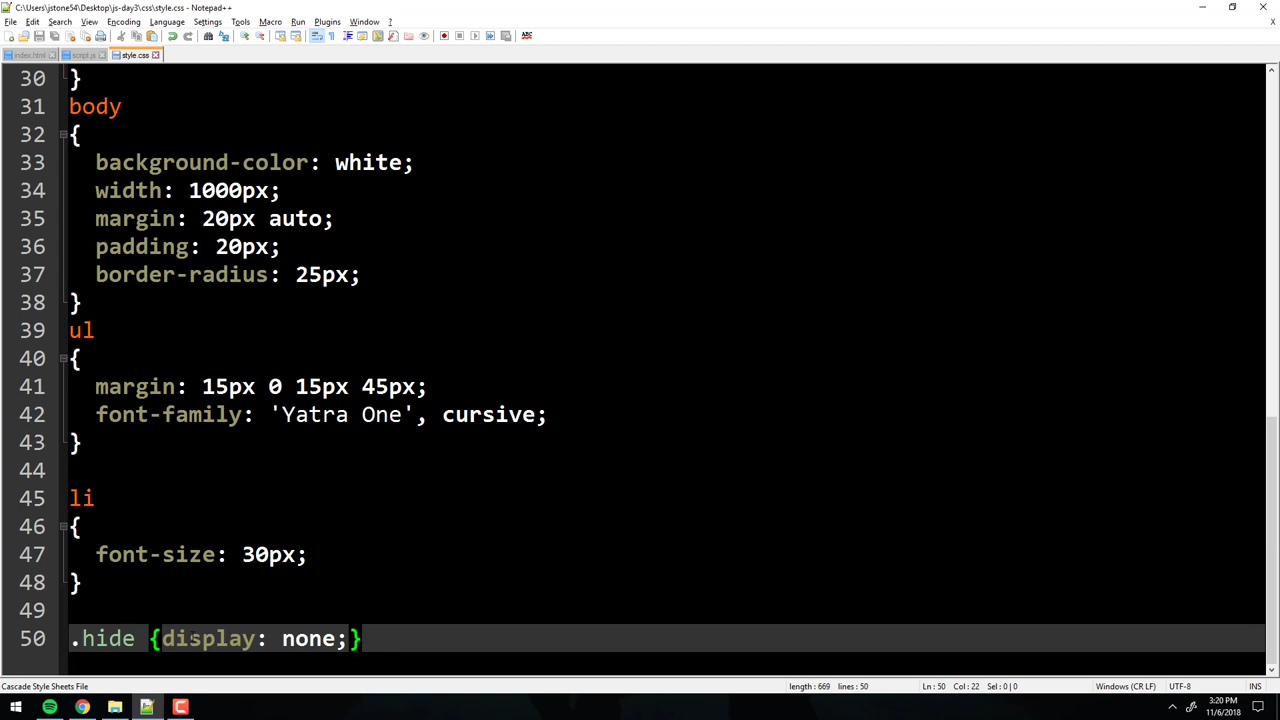 C:\Users\jstone54\Desktop\js-day3\css\style.css - Notepad++
File Edit Search View Encoding Language Settings Tools Macro Run Plugins Window ?
index.html script.js style.css
30 }
31 body
32 {
33 background-color: white;
34 width: 1000px;
35 margin: 20px auto;
36 padding: 20px;
37 border-radius: 25px;
38 }
39 ul
40 {
41 margin: 15px 0 15px 45px;
42 font-family: 'Yatra One', cursive;
43 }
44
45 li
46 {
47 font-size: 30px;
48 }
49
50 .hide {display: none;}
Cascade Style Sheets File length : 669 lines : 50 Ln : 50 Col : 22 Sel : 0 | 0 Windows (CR LF) UTF-8 INS
3:20 PM
11/6/2018